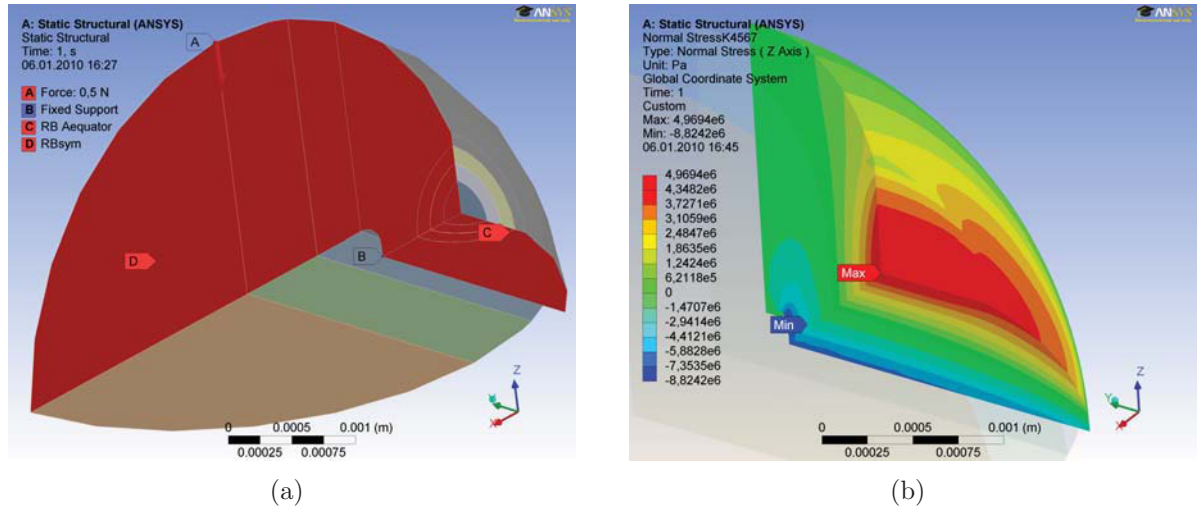 A: Static Structural (ANSYS)
Static Structural
Time: 1, s
06.01.2010 16:27
A Force: 0,5 N
B Fixed Support
C RB Aequator
D RBsym
ANSYS
A
B
C
D
Z
X
0 0.0005 0.001 (m)
0.00025 0.00075
(a)
A: Static Structural (ANSYS)
Normal StressK4567
Type: Normal Stress ( Z Axis )
Unit: Pa
Global Coordinate System
Time: 1
Custom
Max: 4,9694e6
Min: -8,8242e6
06.01.2010 16:45
4,9694e6
4,3482e6
3,7271e6
3,1059e6
2,4847e6
1,8635e6
1,2424e6
6,2118e5
0
-1,4707e6
-2,9414e6
-4,4121e6
-5,8828e6
-7,3535e6
-8,8242e6
ANSYS
Max
Min
Z
Y
X
0 0.0005 0.001 (m)
0.00025 0.00075
(b)